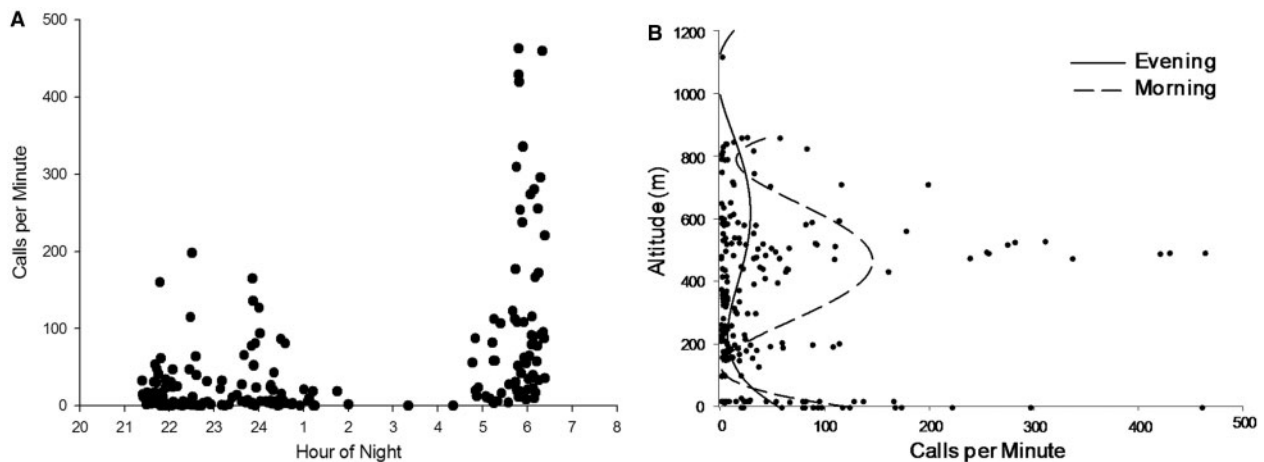 A
Calls per Minute
500
400
300
200
100
0
20 21 22 23 24 1 2 3 4 5 6 7 8
Hour of Night
B
Altitude (m)
1200
1000
800
600
400
200
0
Evening
Morning
0 100 200 300 400 500
Calls per Minute